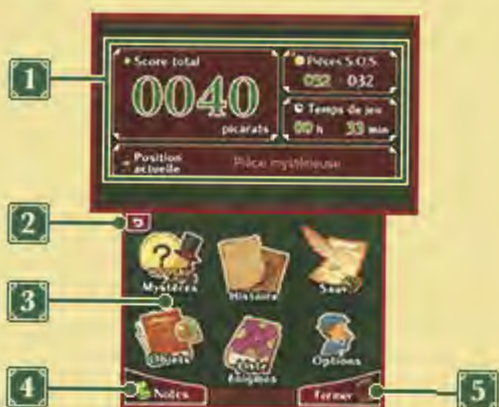 1
Score total
0040
picarats
Pièces S.O.S.
032 032
Temps de jeu
00 h 33 min
Position
actuelle
Pièce mystérieuse
2
3
Mystères
Histoire
Sauv.
Objets
Liste
énigmes
Options
4
Notes
Fermer
5